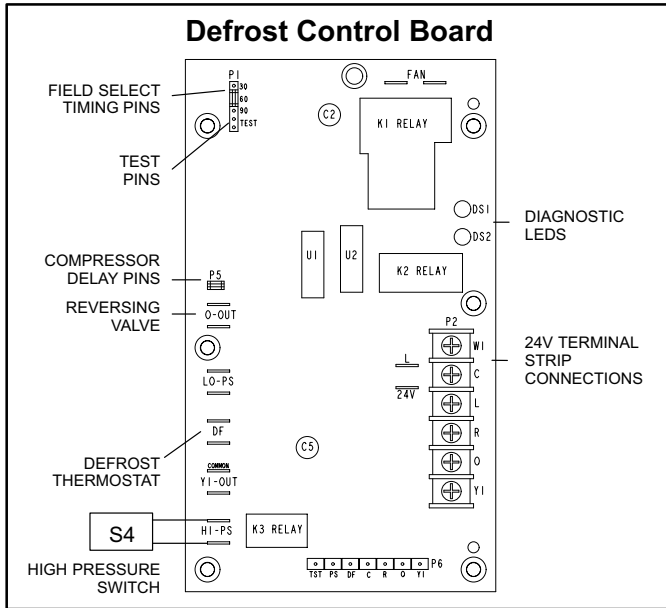 Defrost Control Board
FIELD SELECT
TIMING PINS
TEST
PINS
COMPRESSOR
DELAY PINS
REVERSING
VALVE
DEFROST
THERMOSTAT
S4
HIGH PRESSURE
SWITCH
P1
30
60
90
TEST
FAN
C2
K1 RELAY
DS1
DS2
DIAGNOSTIC
LEDS
U1
U2
K2 RELAY
P5
O-OUT
LO-PS
DF
COMMON
Y1-OUT
HI-PS
K3 RELAY
C5
L
24V
P2
W1
C
L
R
O
Y1
24V TERMINAL
STRIP
CONNECTIONS
P6
TST PS DF C R O Y1